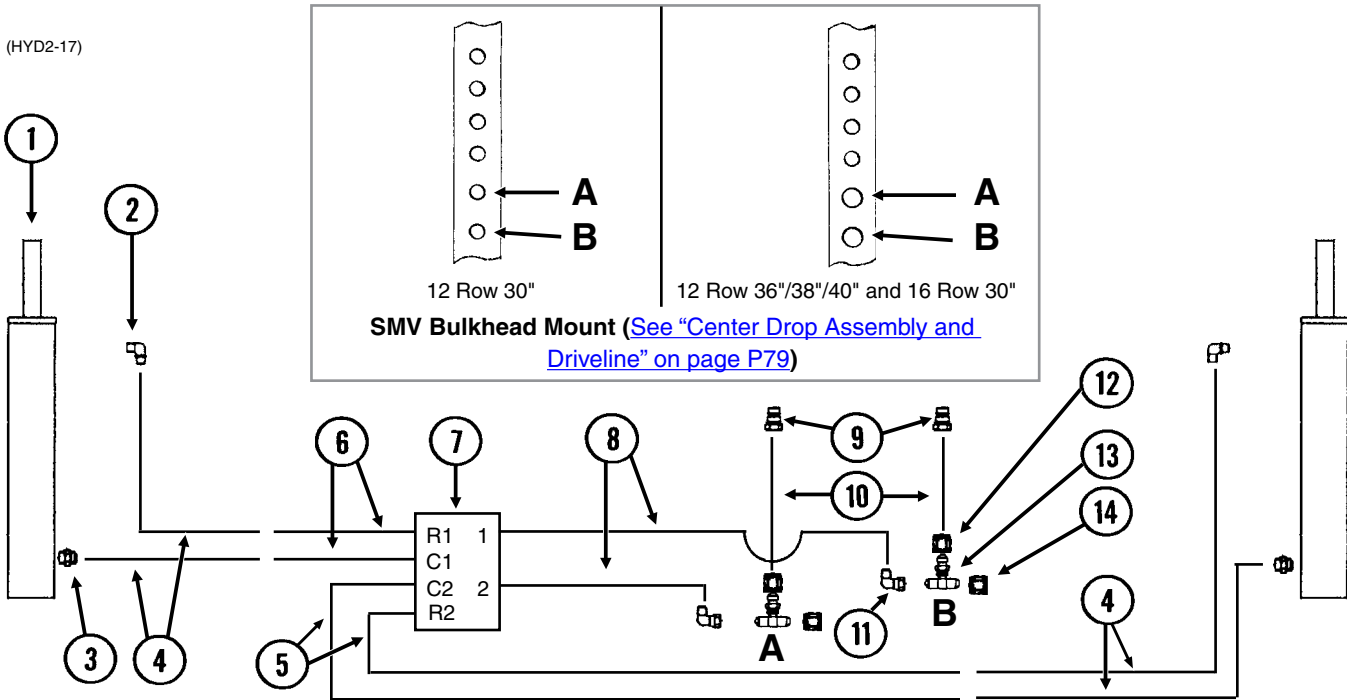 (HYD2-17)
A
B
A
B
12 Row 30"
12 Row 36"/38"/40" and 16 Row 30"
SMV Bulkhead Mount (See “Center Drop Assembly and
Driveline” on page P79)
1
2
6
7
8
9
10
12
13
14
R1 1
C1
C2 2
R2
3
4
5
A
11
B
4